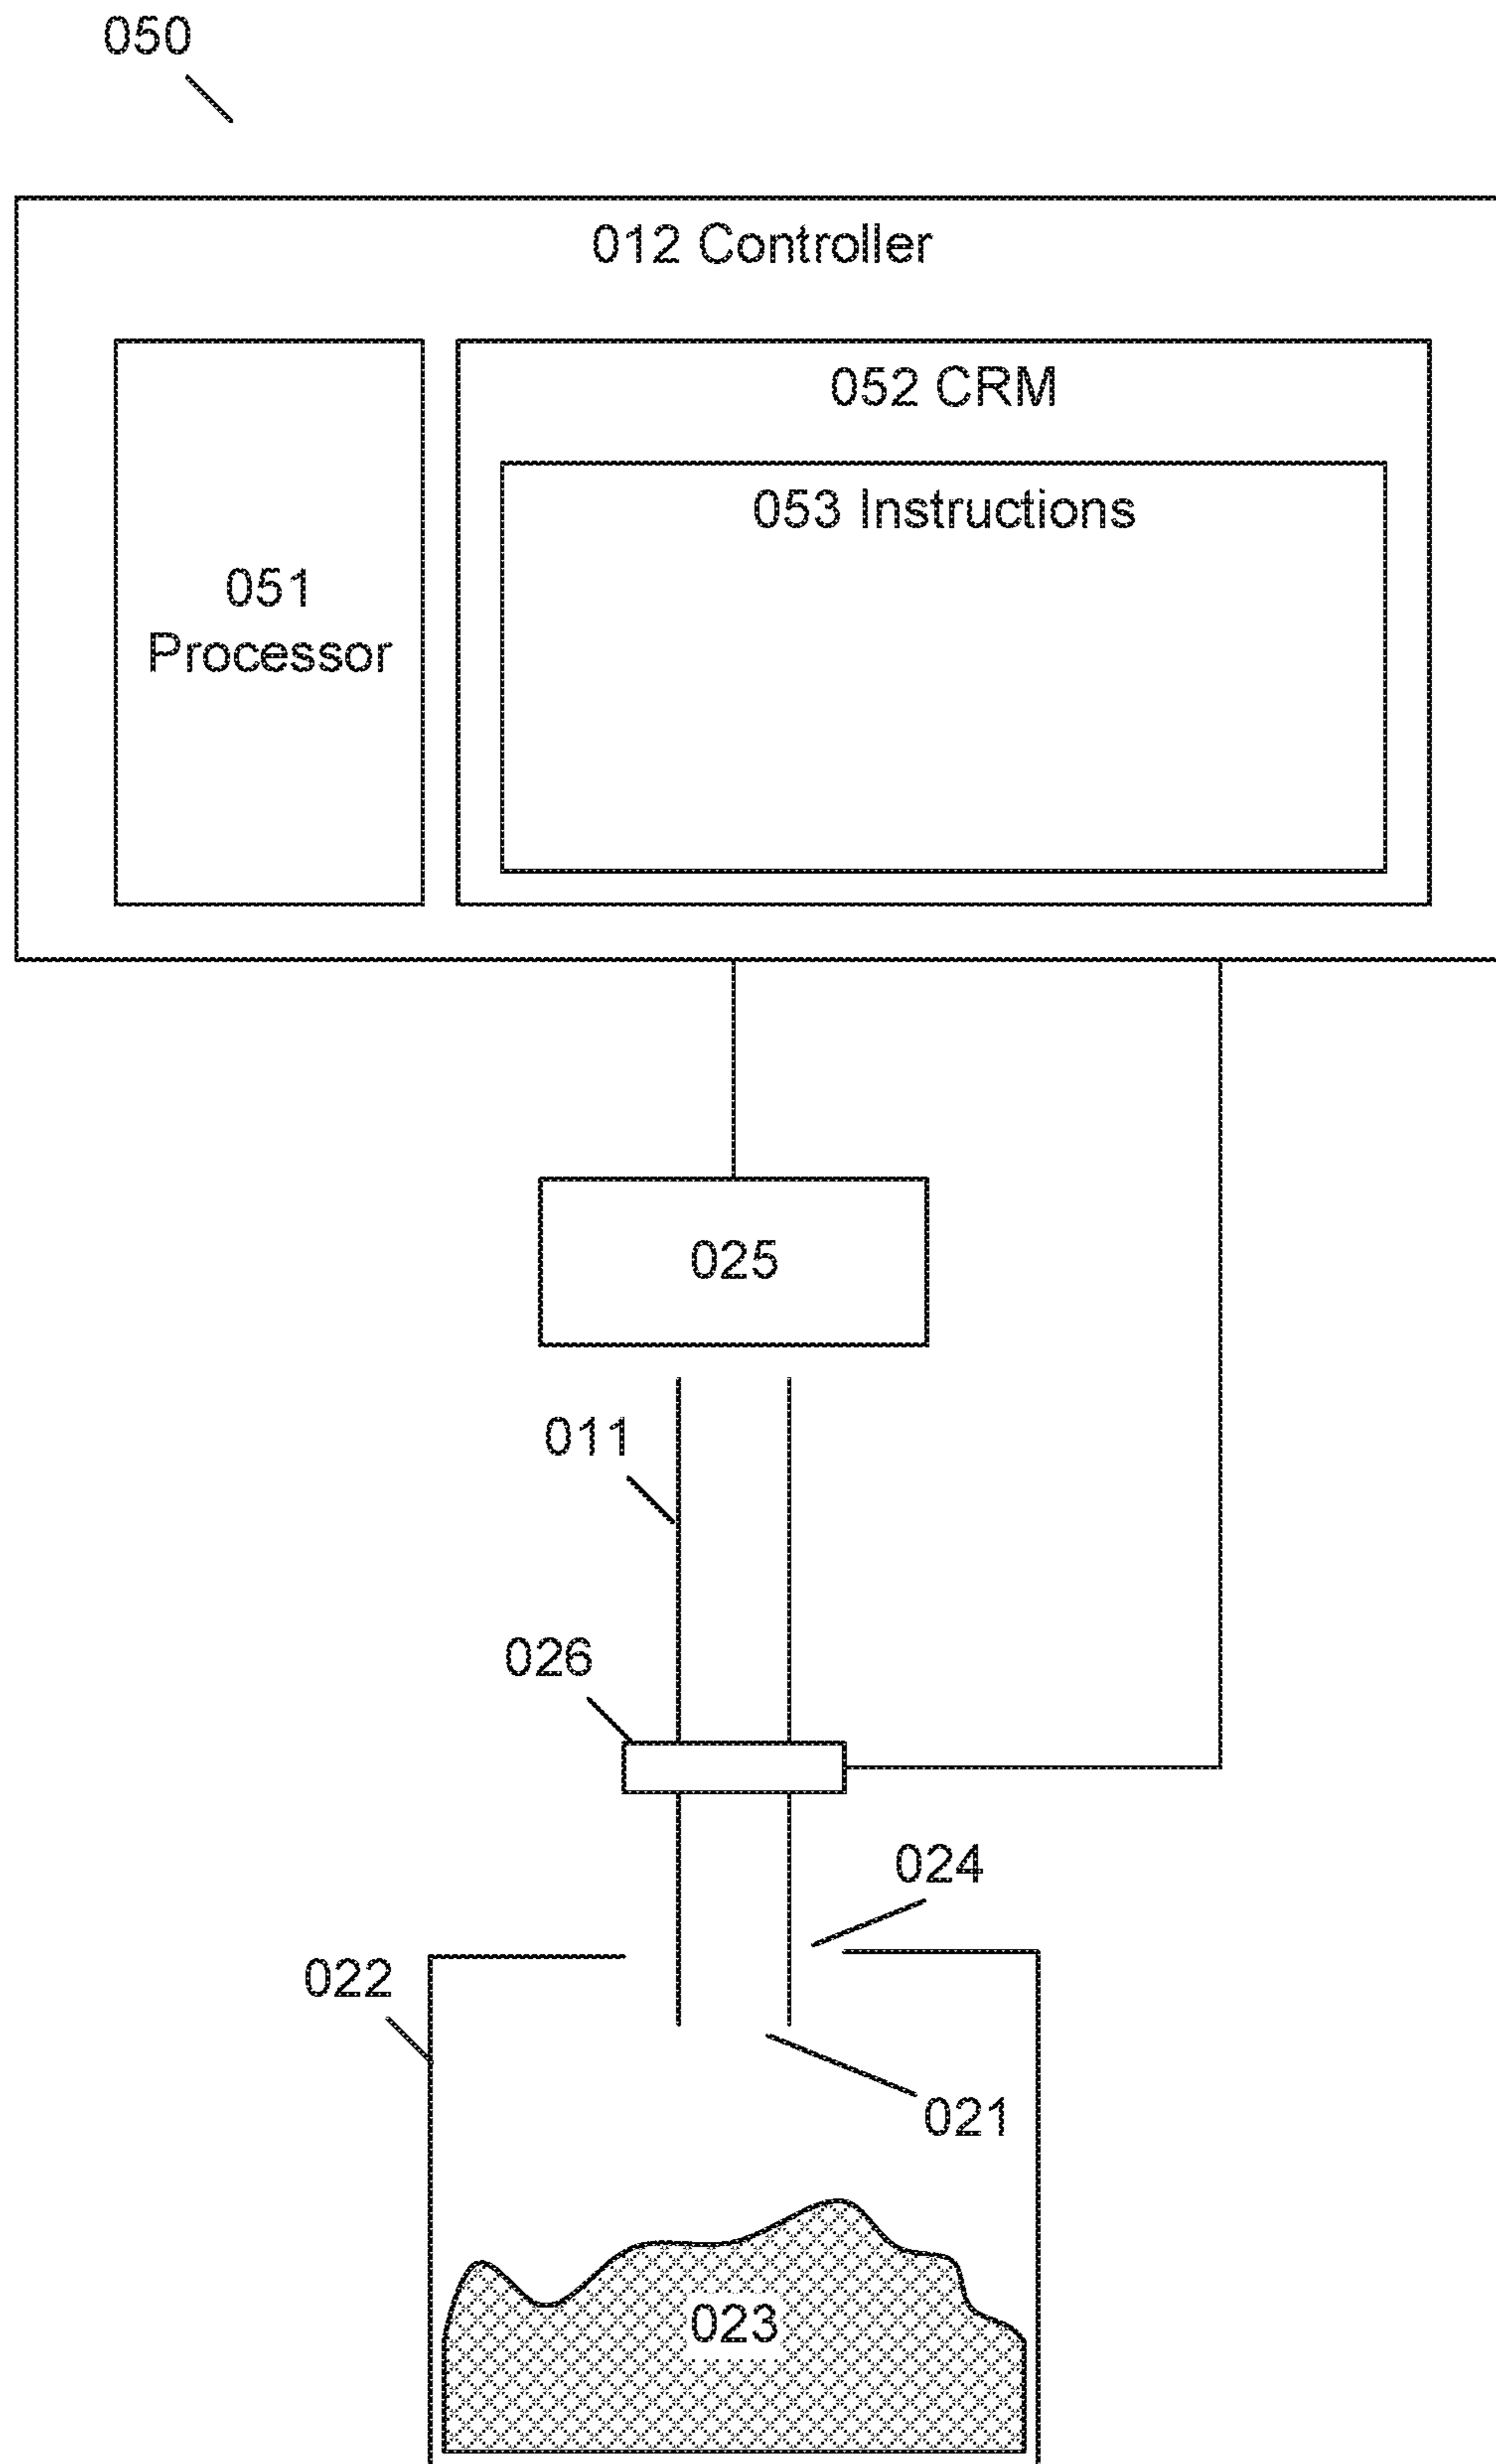 050
012 Controller
052 CRM
053 Instructions
051
Processor
025
011
026
024
022
021
023